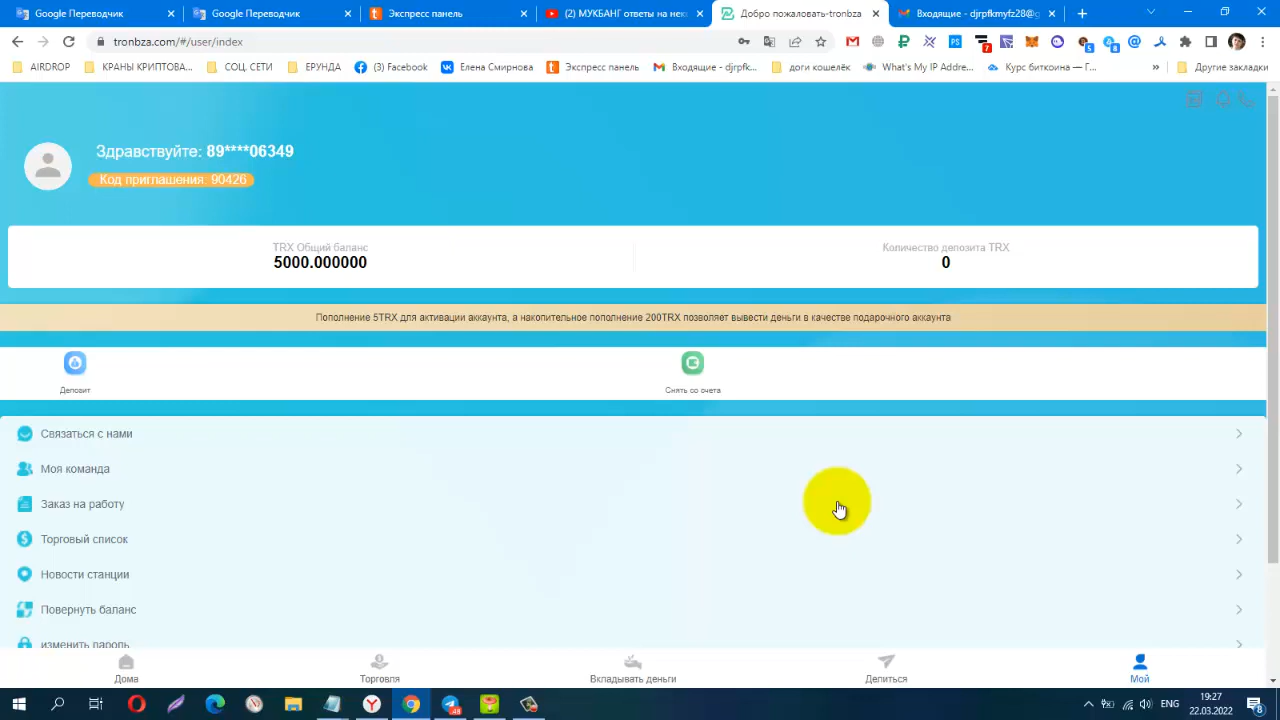 Google Переводчик
Google Переводчик
Экспресс панель
(2) МУКБАНГ ответы на нек
Добро пожаловать-tronbza
Входящие - djrpfkmyfz28@g
tronbza.com/#/user/index
7
5
8
AIRDROP
КРАНЫ КРИПТОВА...
СОЦ. СЕТИ
ЕРУНДА
(3) Facebook
Елена Смирнова
Экспресс панель
Входящие - djrpfk...
доги кошелёк
What's My IP Addre...
Курс биткоина — Г...
»
Другие закладки
Здравствуйте: 89****06349
Код приглашения: 90426
TRX Общий баланс
5000.000000
Количество депозита TRX
0
Пополнение 5TRX для активации аккаунта, а накопительное пополнение 200TRX позволяет вывести деньги в качестве подарочного аккаунта
Депозит
Снять со счета
Связаться с нами
Моя команда
Заказ на работу
Торговый список
Новости станции
Повернуть баланс
изменить пароль
Дома
Торговля
Вкладывать деньги
Делиться
Мой
ENG
19:27
22.03.2022
8